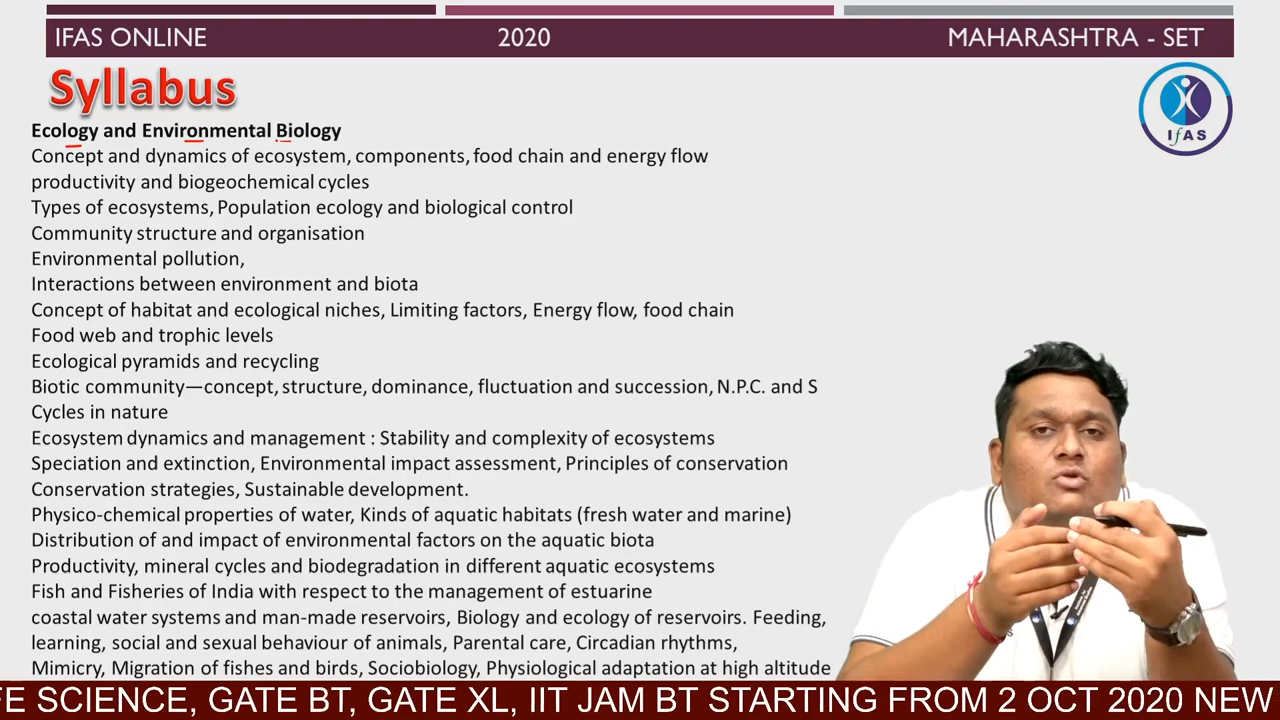 IFAS ONLINE 2020 MAHARASHTRA - SET
Syllabus
IfAS
Ecology and Environmental Biology
Concept and dynamics of ecosystem, components, food chain and energy flow
productivity and biogeochemical cycles
Types of ecosystems, Population ecology and biological control
Community structure and organisation
Environmental pollution,
Interactions between environment and biota
Concept of habitat and ecological niches, Limiting factors, Energy flow, food chain
Food web and trophic levels
Ecological pyramids and recycling
Biotic community—concept, structure, dominance, fluctuation and succession, N.P.C. and S
Cycles in nature
Ecosystem dynamics and management : Stability and complexity of ecosystems
Speciation and extinction, Environmental impact assessment, Principles of conservation
Conservation strategies, Sustainable development.
Physico-chemical properties of water, Kinds of aquatic habitats (fresh water and marine)
Distribution of and impact of environmental factors on the aquatic biota
Productivity, mineral cycles and biodegradation in different aquatic ecosystems
Fish and Fisheries of India with respect to the management of estuarine
coastal water systems and man-made reservoirs, Biology and ecology of reservoirs. Feeding,
learning, social and sexual behaviour of animals, Parental care, Circadian rhythms,
Mimicry, Migration of fishes and birds, Sociobiology, Physiological adaptation at high altitude
FE SCIENCE, GATE BT, GATE XL, IIT JAM BT STARTING FROM 2 OCT 2020 NEW